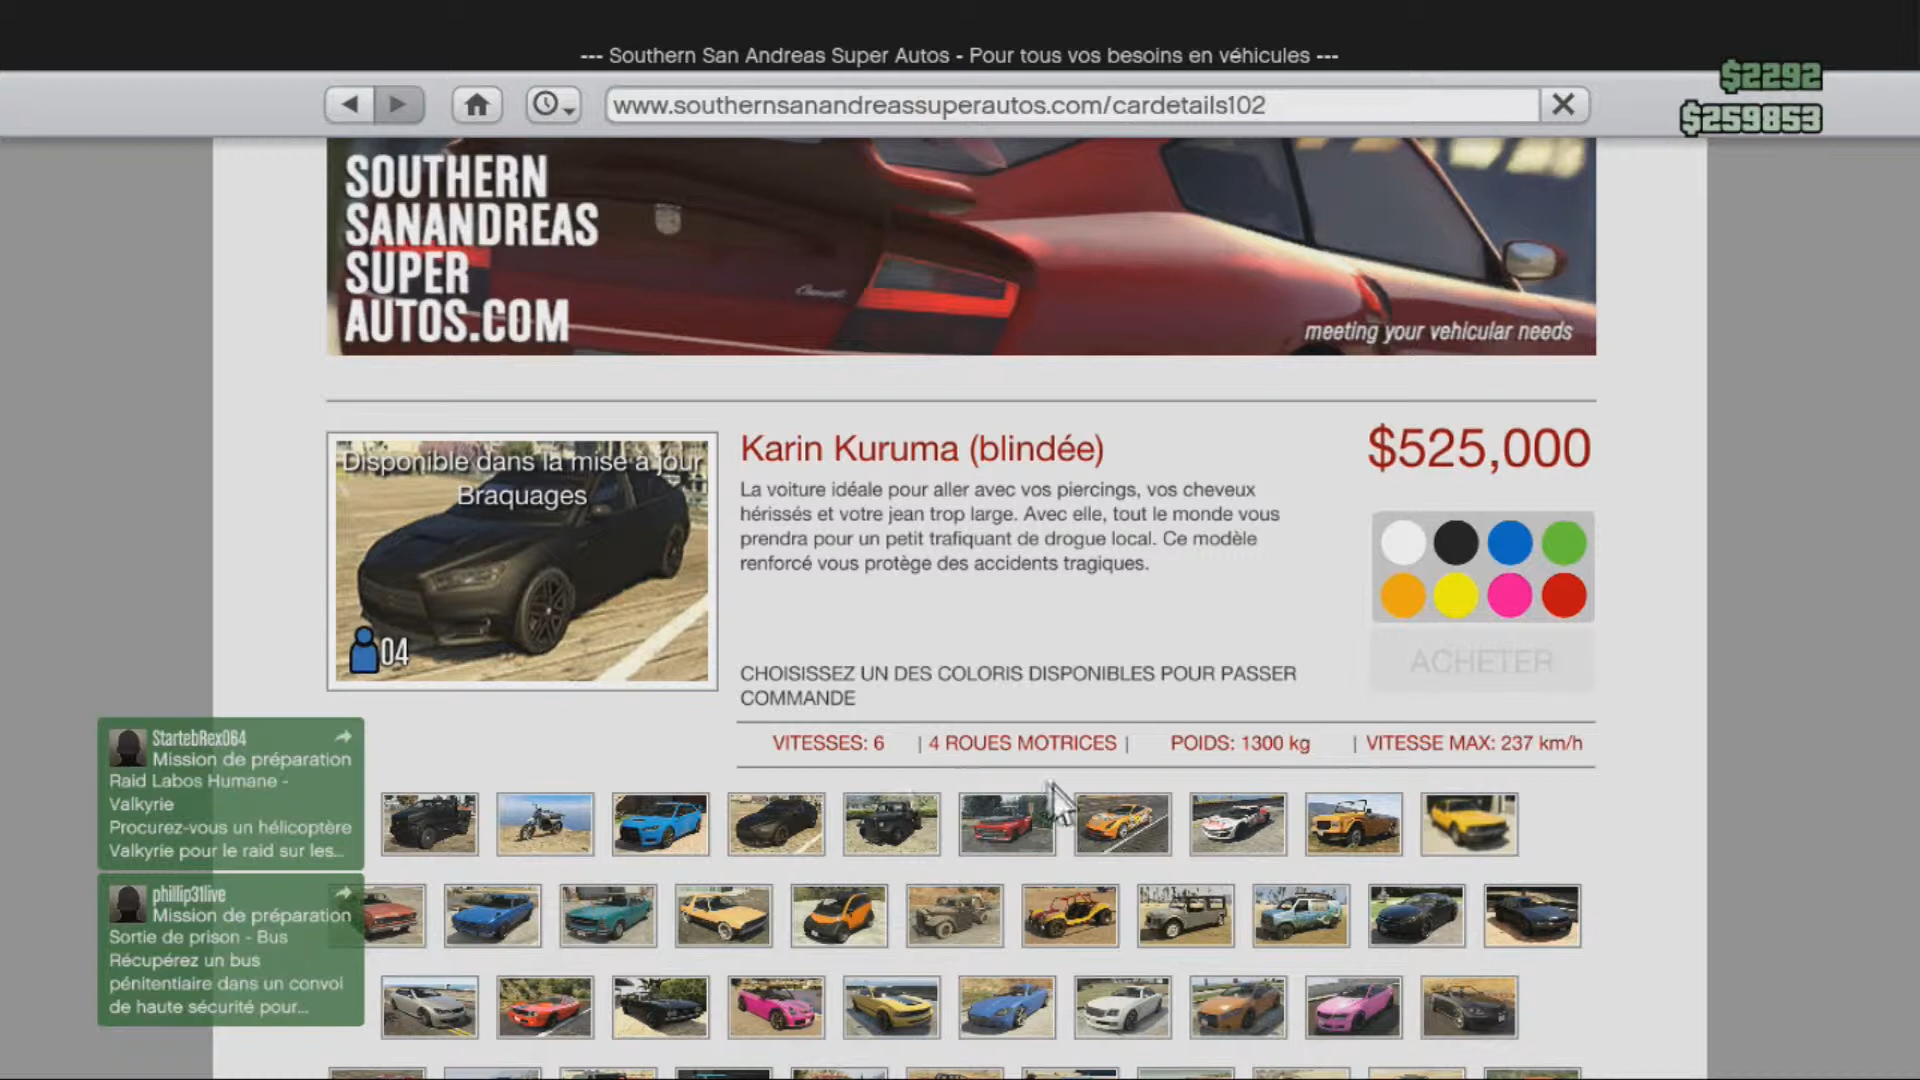 --- Southern San Andreas Super Autos - Pour tous vos besoins en véhicules ---
$2292
www.southernsanandreassuperautos.com/cardetails102
$259853
SOUTHERN
SANANDREAS
SUPER
AUTOS.COM
meeting your vehicular needs
Disponible dans la mise à jour
Braquages
04
Karin Kuruma (blindée)
$525,000
La voiture idéale pour aller avec vos piercings, vos cheveux
hérissés et votre jean trop large. Avec elle, tout le monde vous
prendra pour un petit trafiquant de drogue local. Ce modèle
renforcé vous protège des accidents tragiques.
ACHETER
CHOISISSEZ UN DES COLORIS DISPONIBLES POUR PASSER
COMMANDE
VITESSES: 6 | 4 ROUES MOTRICES | POIDS: 1300 kg | VITESSE MAX: 237 km/h
StartebRex064
Mission de préparation
Raid Labos Humane -
Valkyrie
Procurez-vous un hélicoptère
Valkyrie pour le raid sur les...
phillip31live
Mission de préparation
Sortie de prison - Bus
Récupérez un bus
pénitentiaire dans un convoi
de haute sécurité pour...